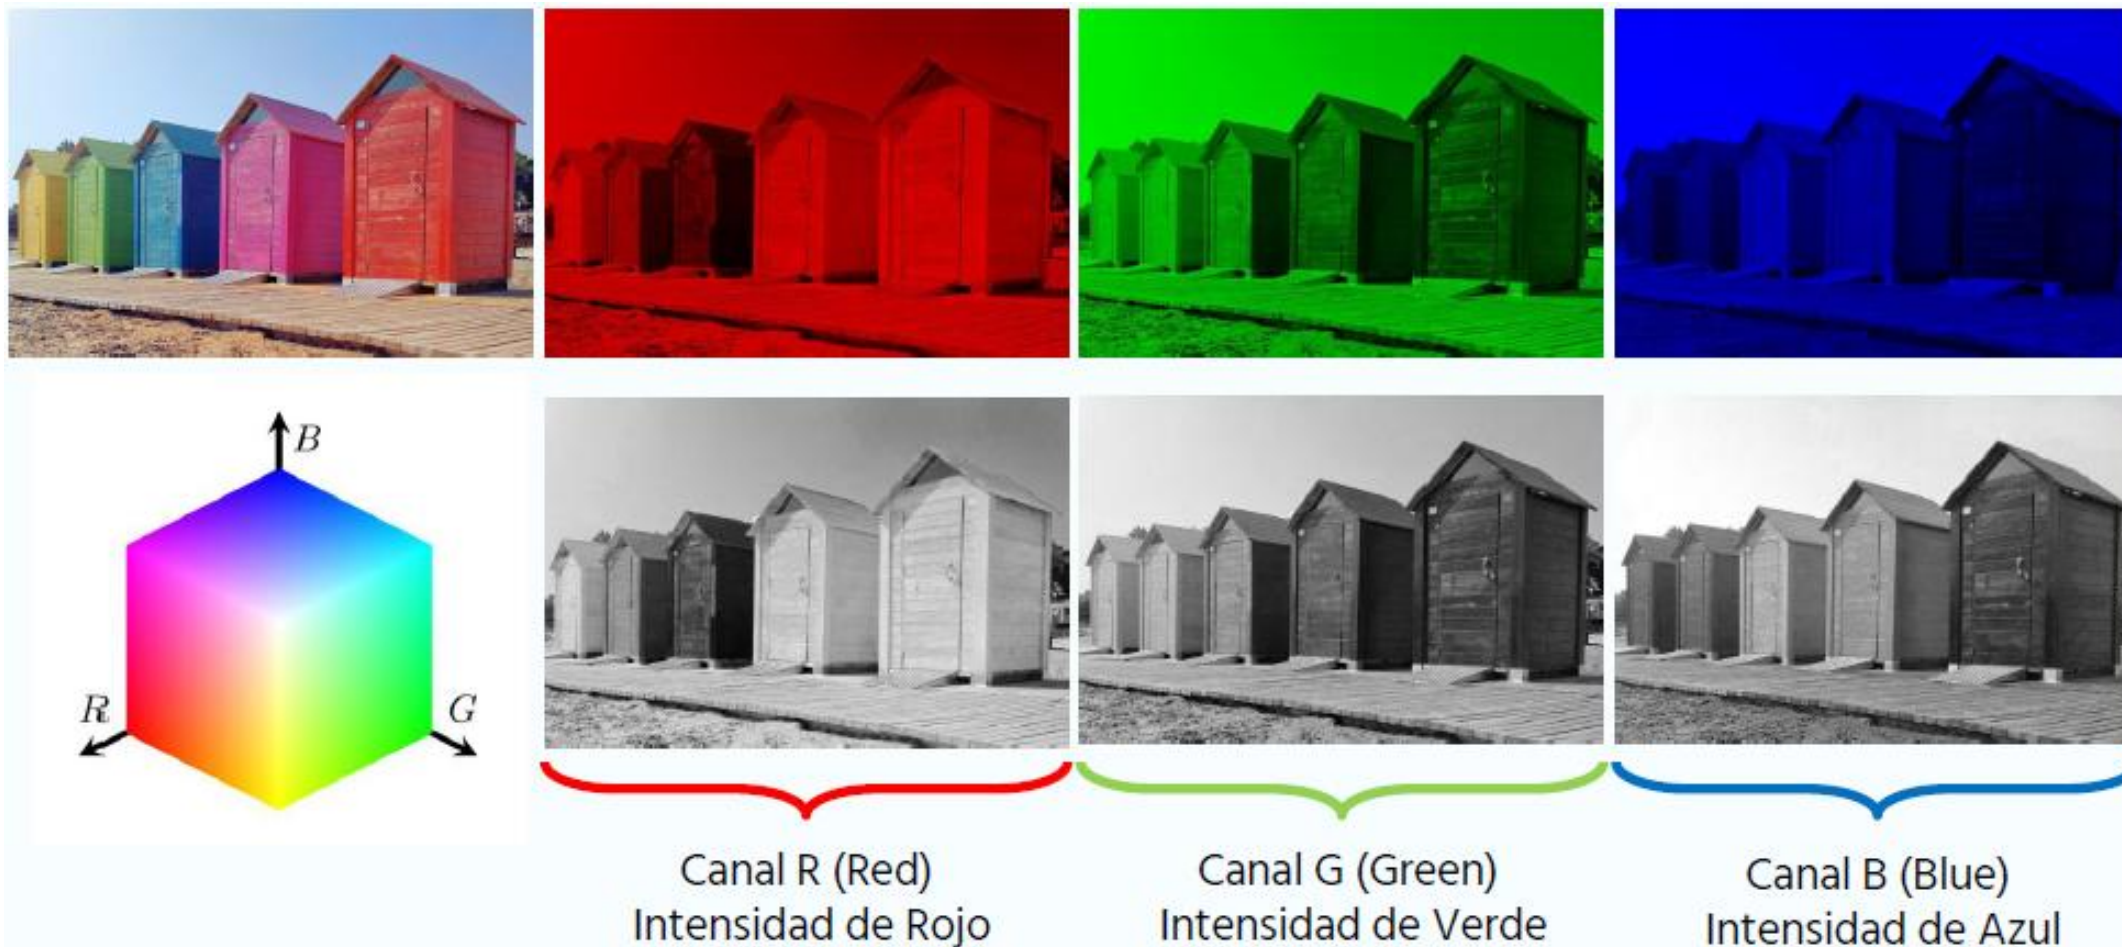 B
R
G
Canal R (Red)
Intensidad de Rojo
Canal G (Green)
Intensidad de Verde
Canal B (Blue)
Intensidad de Azul